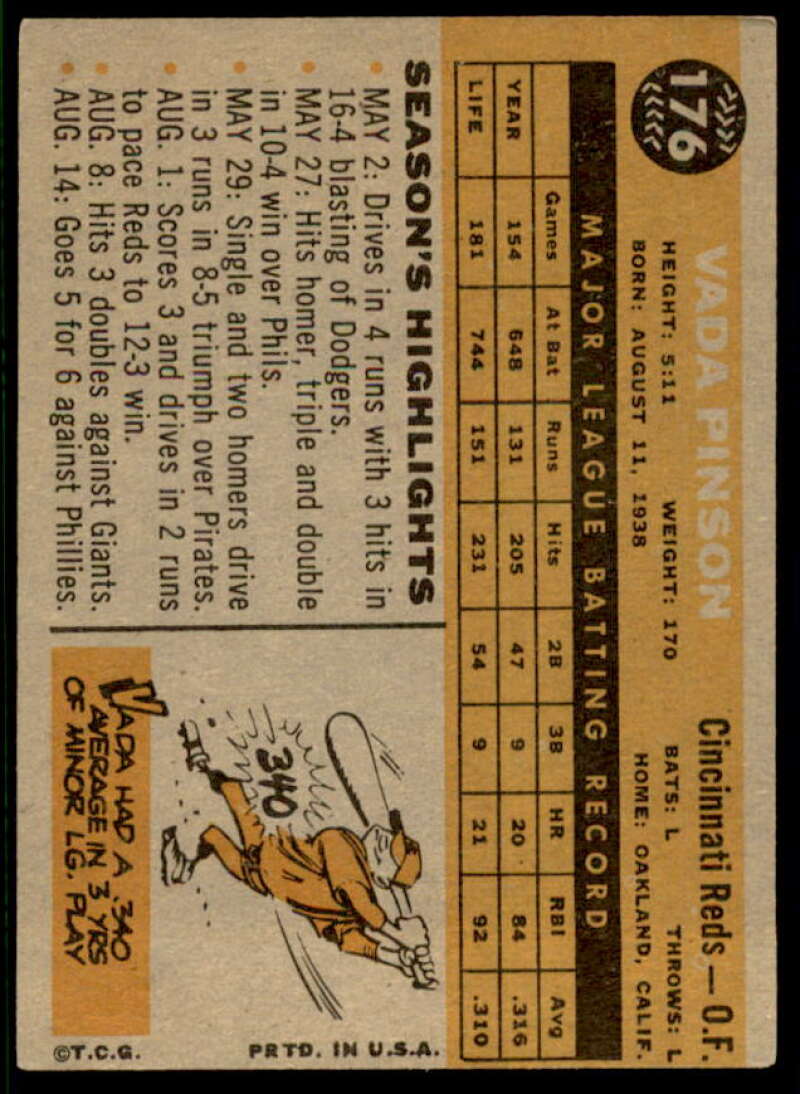 176
VADA PINSON
Cincinnati Reds — O.F.
HEIGHT: 5:11 WEIGHT: 170 BATS: L THROWS: L
BORN: AUGUST 11, 1938 HOME: OAKLAND, CALIF.
MAJOR LEAGUE BATTING RECORD
Games At Bat Runs Hits 2B 3B HR RBI Avg
YEAR 154 648 131 205 47 9 20 84 .316
LIFE 181 744 151 231 54 9 21 92 .310
SEASON'S HIGHLIGHTS
• MAY 2: Drives in 4 runs with 3 hits in
16-4 blasting of Dodgers.
• MAY 27: Hits homer, triple and double
in 10-4 win over Phils.
• MAY 29: Single and two homers drive
in 3 runs in 8-5 triumph over Pirates.
• AUG. 1: Scores 3 and drives in 2 runs
to pace Reds to 12-3 win.
• AUG. 8: Hits 3 doubles against Giants.
• AUG. 14: Goes 5 for 6 against Phillies.
340
VADA HAD A .340
AVERAGE IN 3 YRS
OF MINOR LG. PLAY
©T.C.G. PRTD. IN U.S.A.